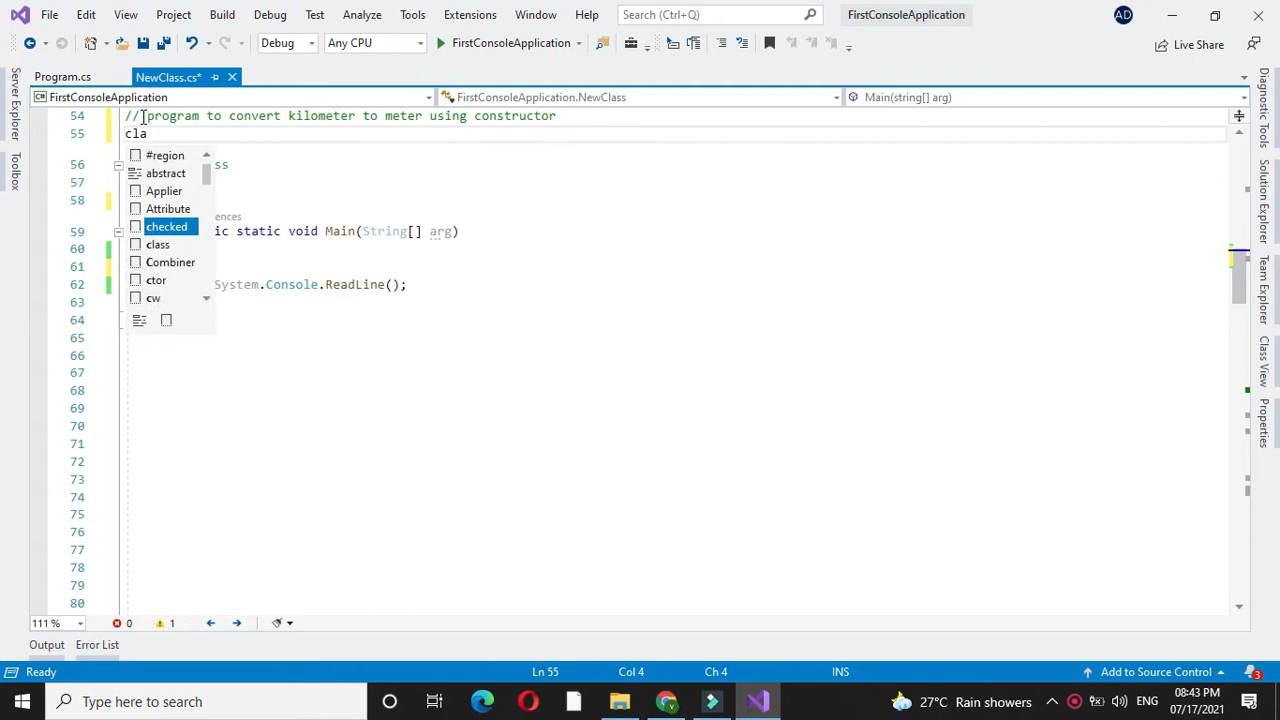 File Edit View Project Build Debug Test Analyze Tools Extensions Window Help Search (Ctrl+Q) FirstConsoleApplication AD
Debug Any CPU FirstConsoleApplication Live Share
Program.cs NewClass.cs*
FirstConsoleApplication FirstConsoleApplication.NewClass Main(string[] arg)
Server Explorer
Toolbox
54 // program to convert kilometer to meter using constructor
55 cla
#region
56 ss
abstract
57
Applier
58
Attribute
ences
checked
59 ic static void Main(String[] arg)
class
60
Combiner
61
ctor
62 System.Console.ReadLine();
cw
63
64
65
66
67
68
69
70
71
72
73
74
75
76
77
78
79
80
Diagnostic Tools
Solution Explorer
Team Explorer
Class View
Properties
111 % 0 1
Output Error List
Ready Ln 55 Col 4 Ch 4 INS Add to Source Control 3
Type here to search 27°C Rain showers ENG 08:43 PM
07/17/2021